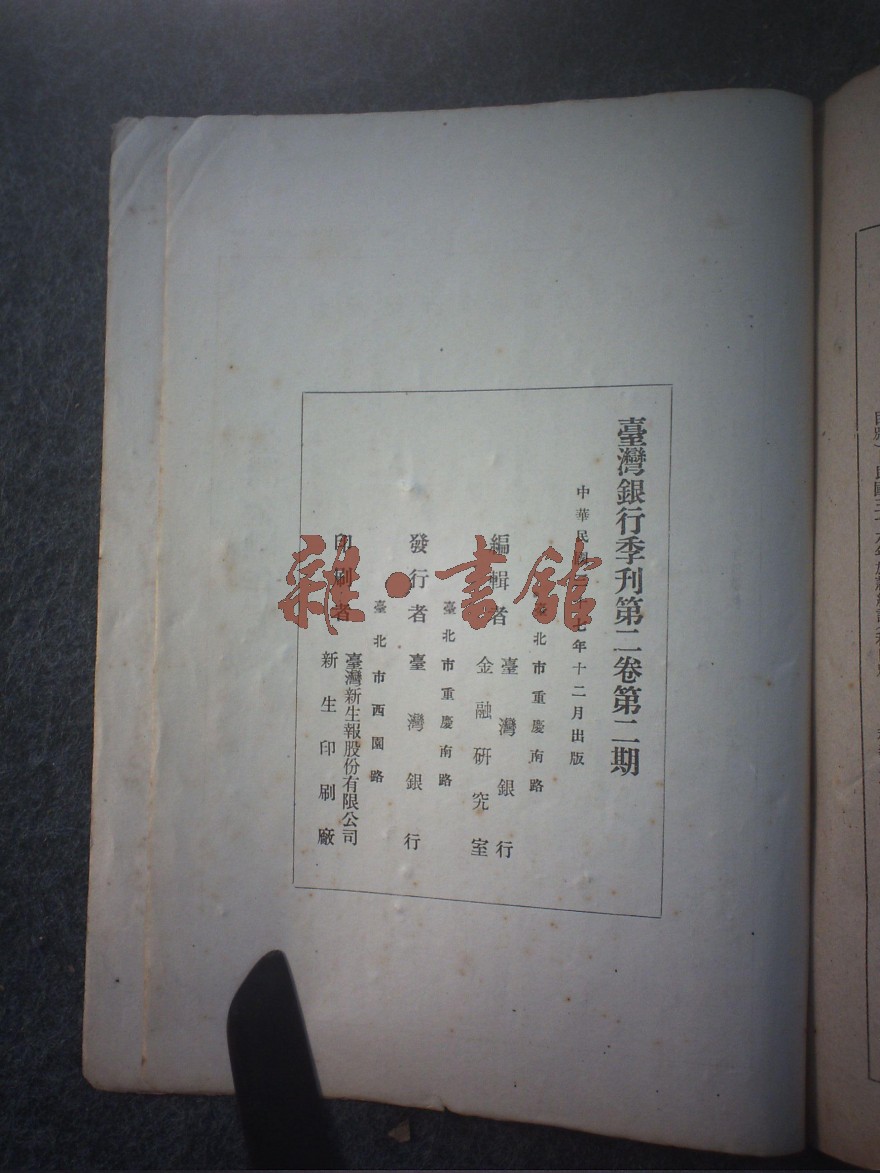 臺灣銀行季刊第二卷第二期
中華民國三十七年十二月出版
臺北市重慶南路
編輯者
臺灣銀行
金融研究室
臺北市重慶南路
發行者臺灣銀行
臺北市西園路
印刷者
臺灣新生報股份有限公司
新生印刷廠
雜·書館